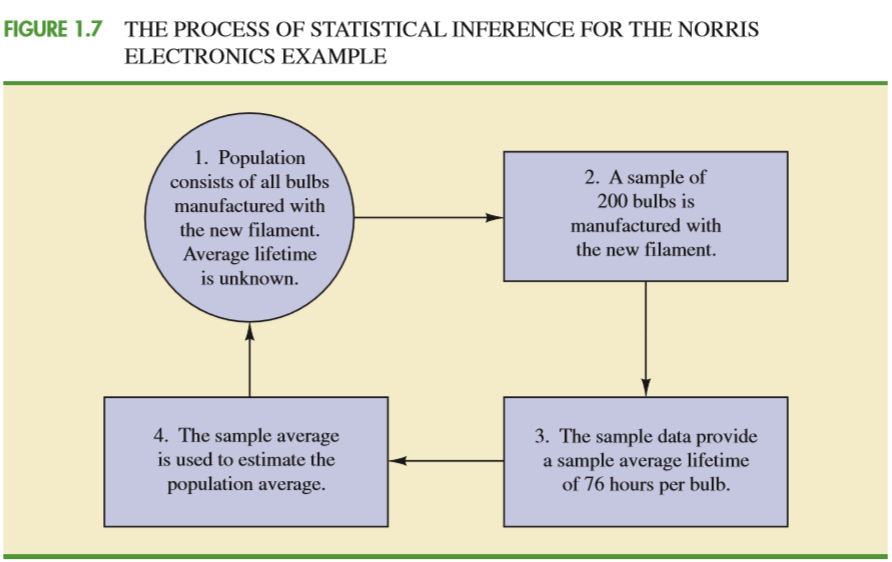 FIGURE 1.7 THE PROCESS OF STATISTICAL INFERENCE FOR THE NORRIS
ELECTRONICS EXAMPLE
1. Population
consists of all bulbs
manufactured with
the new filament.
Average lifetime
is unknown.
2. A sample of
200 bulbs is
manufactured with
the new filament.
3. The sample data provide
a sample average lifetime
of 76 hours per bulb.
4. The sample average
is used to estimate the
population average.